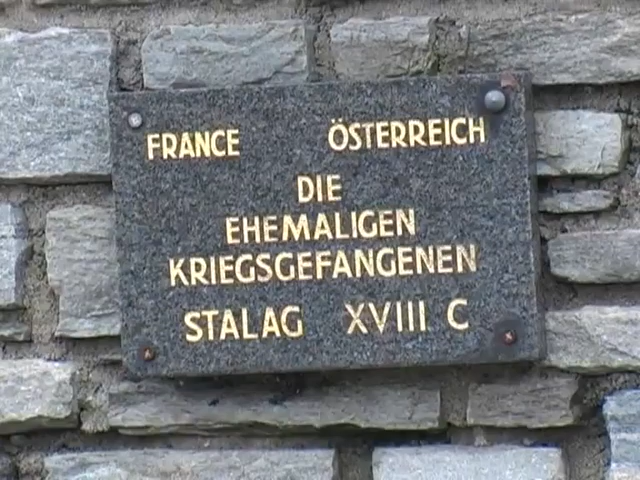 FRANCE ÖSTERREICH
DIE
EHEMALIGEN
KRIEGSGEFANGENEN
STALAG XVIII C